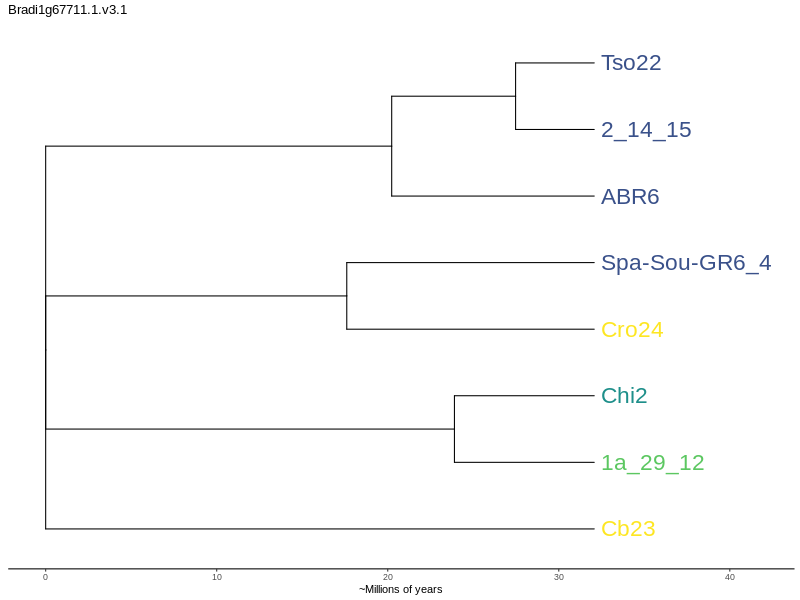 Bradi1g67711.1.v3.1
Tso22
2_14_15
ABR6
Spa-Sou-GR6_4
Cro24
Chi2
1a_29_12
Cb23
0 10 20 30 40
~Millions of years